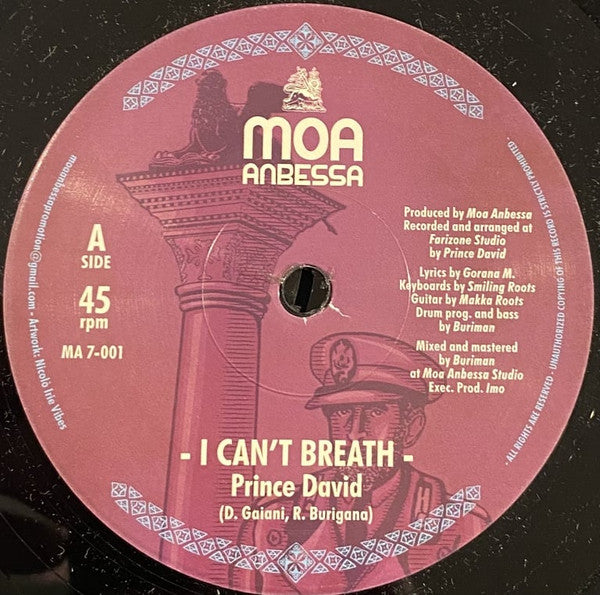 MOA
ANBESSA
A
SIDE
45
rpm
MA 7-001
Produced by Moa Anbessa
Recorded and arranged at
Farizone Studio
by Prince David
Lyrics by Gorana M.
Keyboards by Smiling Roots
Guitar by Makka Roots
Drum prog. and bass
by Buriman
Mixed and mastered
by Buriman
at Moa Anbessa Studio
Exec. Prod. Imo
- I CAN'T BREATH -
Prince David
(D. Gaiani, R. Burigana)
moaanbessapromotion@gmail.com - Artwork: Nicolò Irie Vibes
- ALL RIGHTS ARE RESERVED - UNAUTHORIZED COPYING OF THIS RECORD IS STRICTLY PROHIBITED -